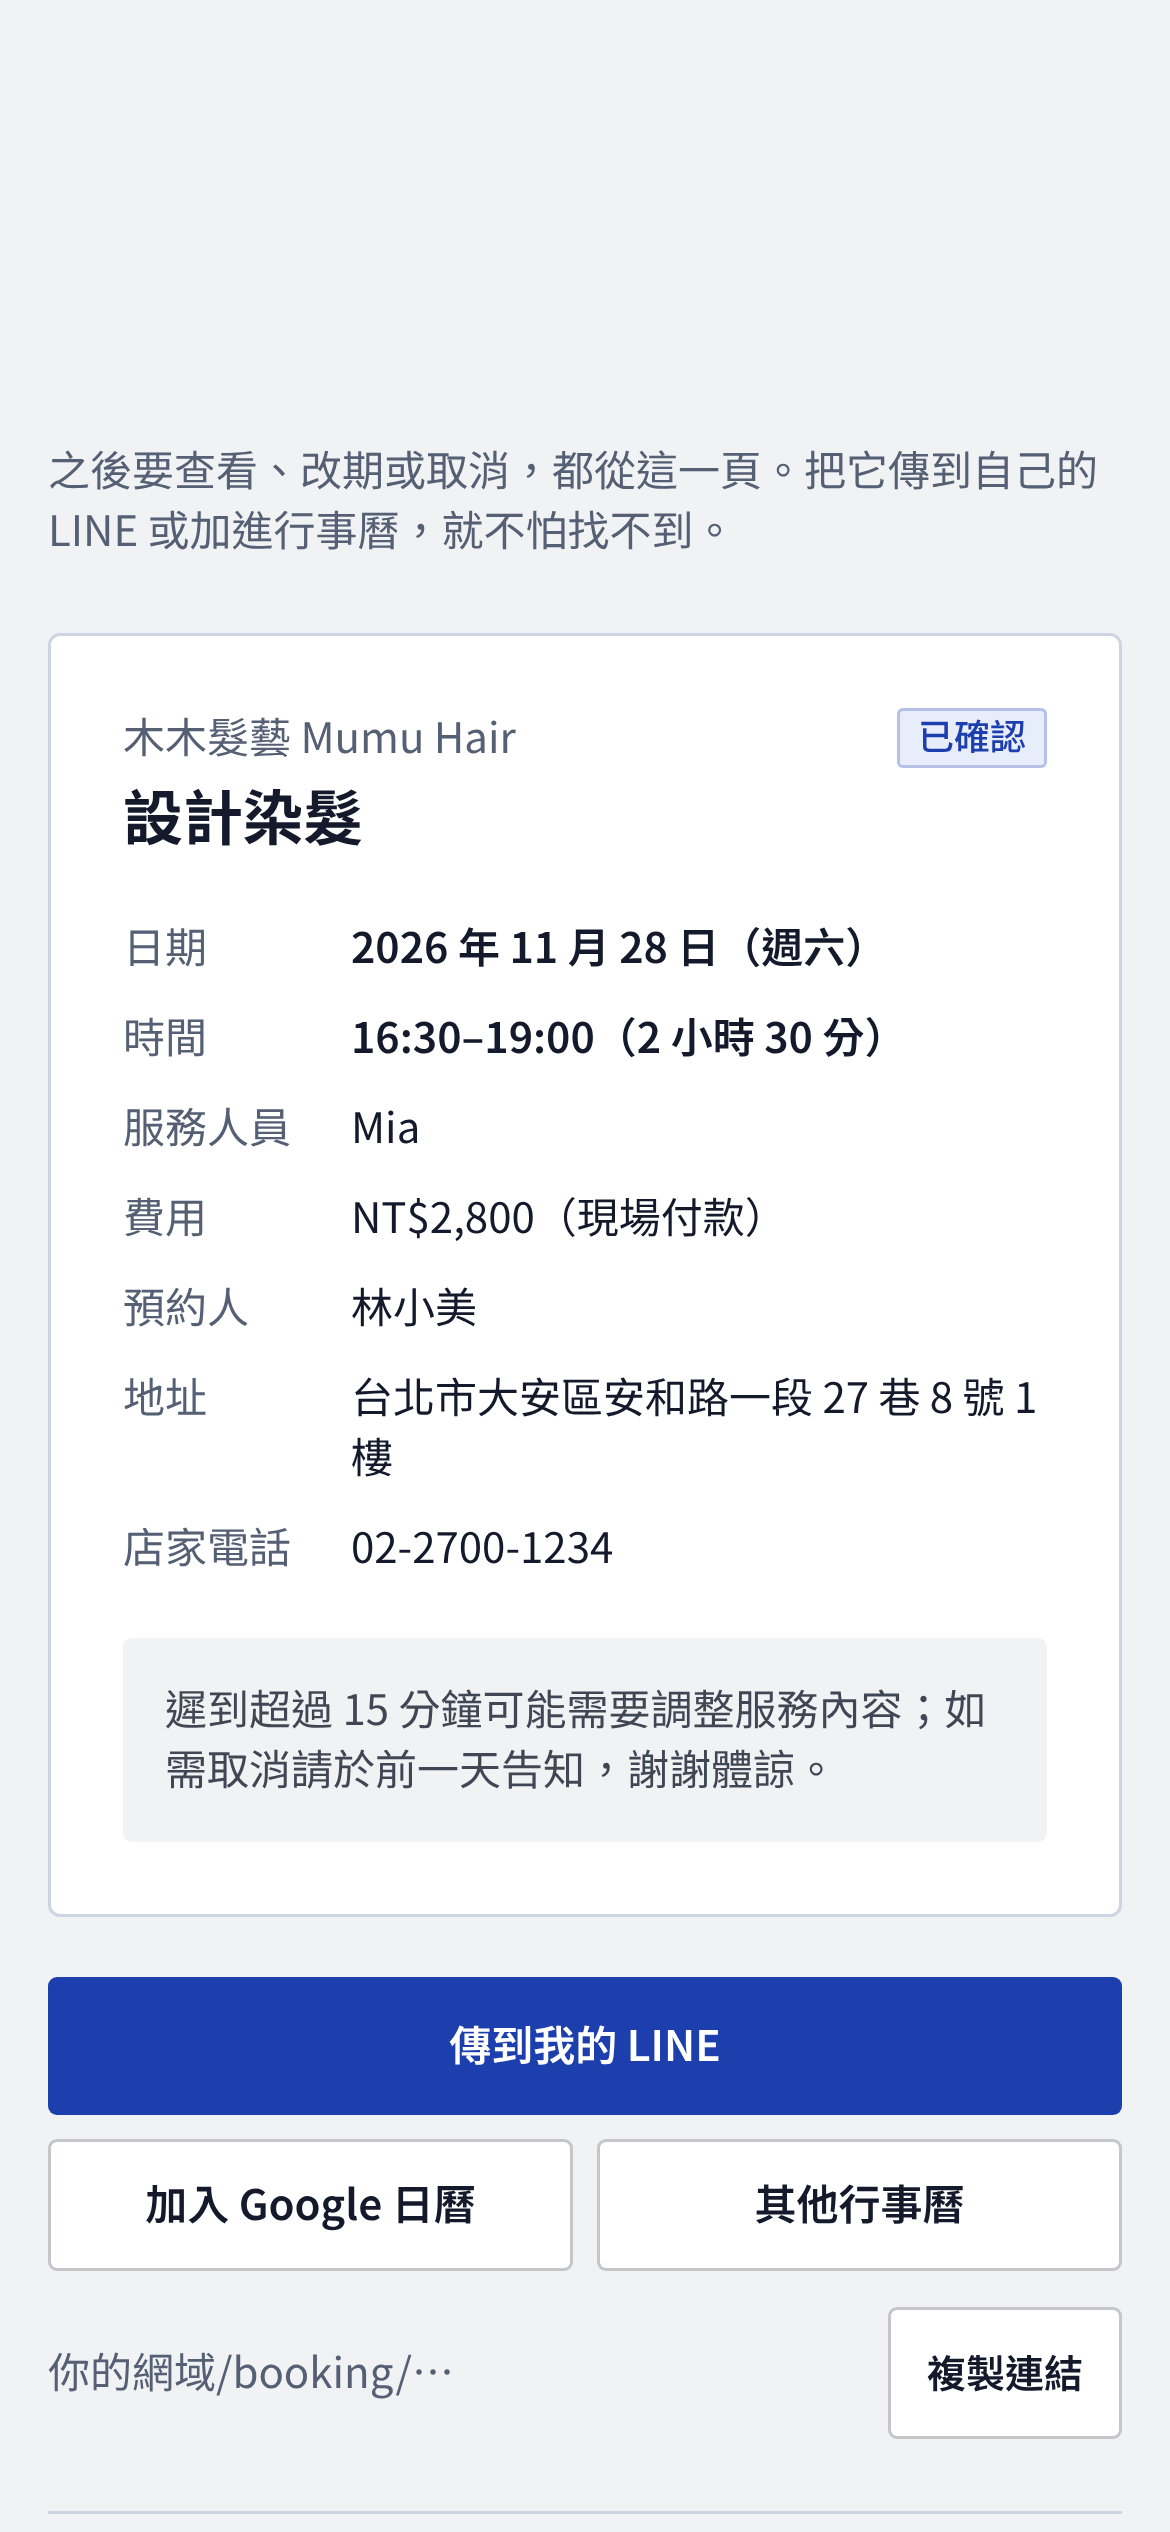 之後要查看、改期或取消，都從這一頁。把它傳到自己的
LINE 或加進行事曆，就不怕找不到。
木木髮藝 Mumu Hair
已確認
設計染髮
日期
2026 年 11 月 28 日（週六）
時間
16:30–19:00（2 小時 30 分）
服務人員
Mia
費用
NT$2,800（現場付款）
預約人
林小美
地址
台北市大安區安和路一段 27 巷 8 號 1
樓
店家電話
02-2700-1234
遲到超過 15 分鐘可能需要調整服務內容；如
需取消請於前一天告知，謝謝體諒。
傳到我的 LINE
加入 Google 日曆
其他行事曆
你的網域/booking/…
複製連結